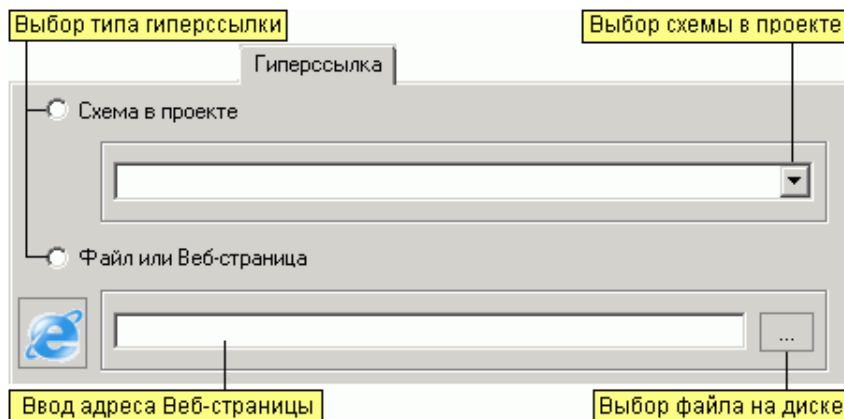 Выбор типа гиперссылки
Выбор схемы в проекте
Гиперссылка
Схема в проекте
Файл или Веб-страница
...
Ввод адреса Веб-страницы
Выбор файла на диске